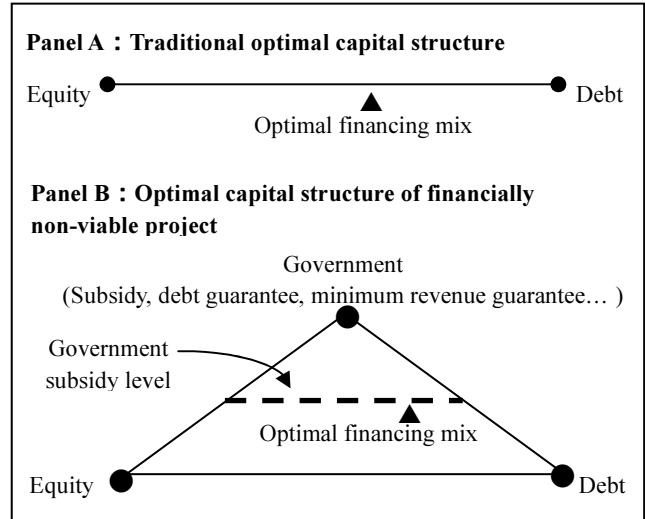 Panel A：Traditional optimal capital structure
Equity
Debt
Optimal financing mix
Panel B：Optimal capital structure of financially
non-viable project
Government
(Subsidy, debt guarantee, minimum revenue guarantee… )
Government
subsidy level
Optimal financing mix
Equity
Debt